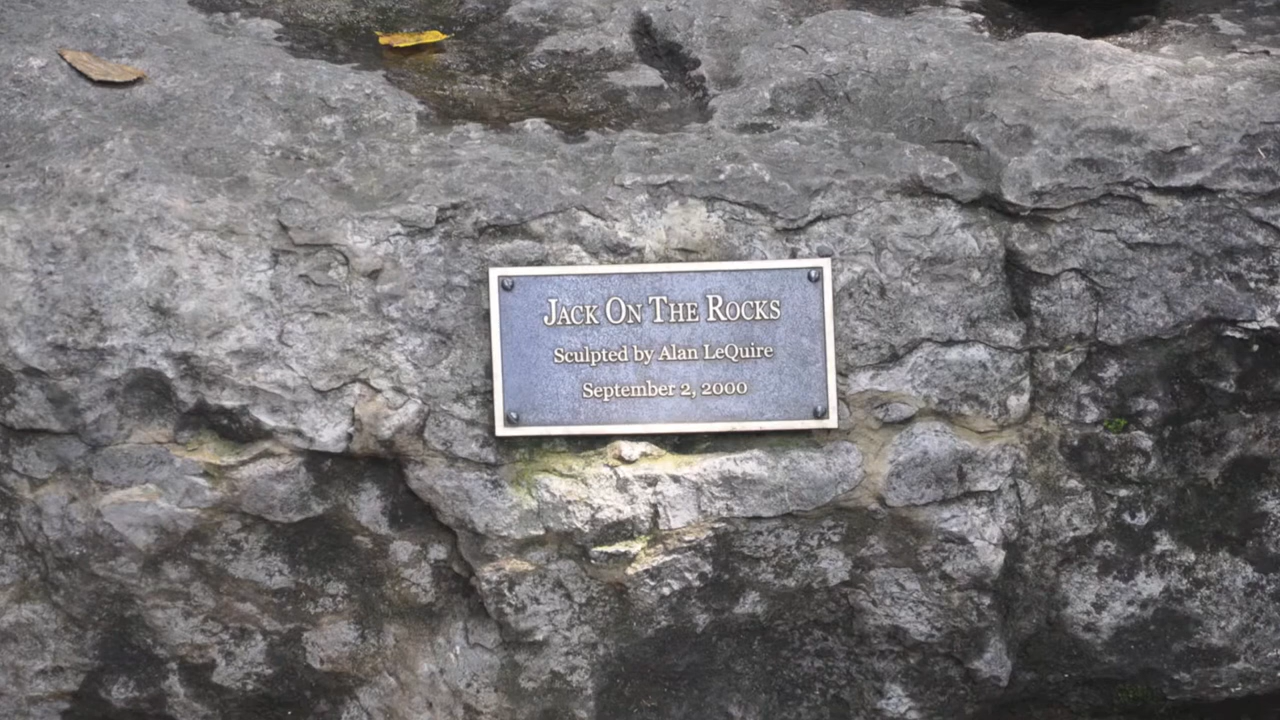 Jack On The Rocks
Sculpted by Alan LeQuire
September 2, 2000